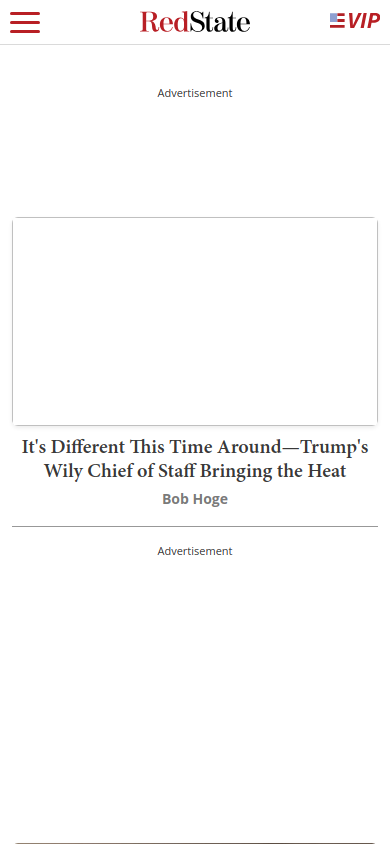 RedState
VIP
Advertisement
It's Different This Time Around—Trump's
Wily Chief of Staff Bringing the Heat
Bob Hoge
Advertisement